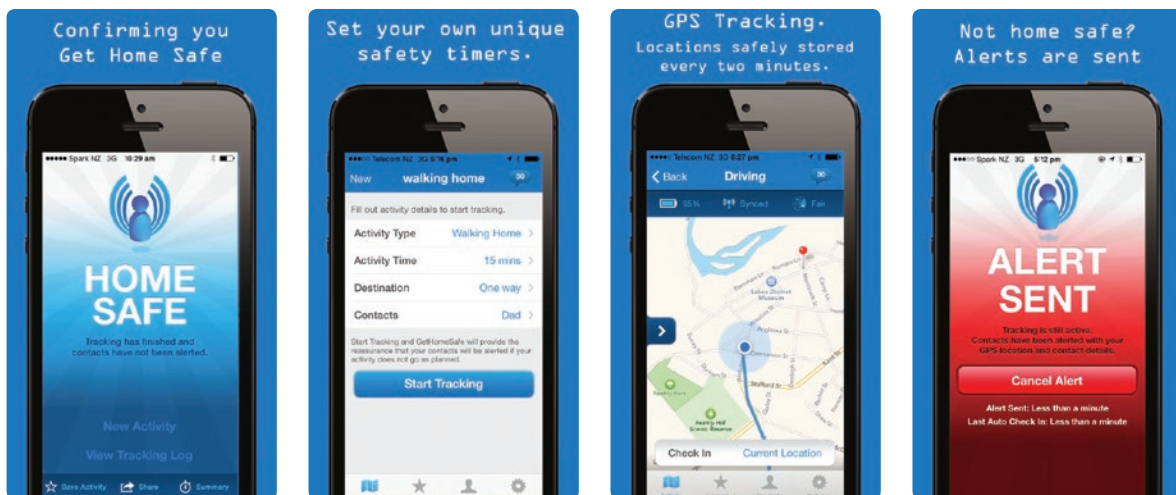 Confirming you
Get Home Safe
Spark NZ 3G 10:29 am
HOME
SAFE
Tracking has finished and
contacts have not been alerted.
New Activity
View Tracking Log
Save Activity Share Summary
Set your own unique
safety timers.
Telecom NZ 3G 5:16 pm
New walking home
Fill out activity details to start tracking.
Activity Type Walking Home
Activity Time 15 mins
Destination One way
Contacts Dad
Start Tracking and GetHomeSafe will provide the
reassurance that your contacts will be alerted if your
activity does not go as planned.
Start Tracking
GPS Tracking.
Locations safely stored
every two minutes.
Telecom NZ 3G 6:27 pm
Back Driving
95% Synced Fair
Lakes District
Museum
Stafford St
Check In Current Location
Not home safe?
Alerts are sent
Spark NZ 3G 5:12 pm
ALERT
SENT
Tracking is still active.
Contacts have been alerted with your
GPS location and contact details.
Cancel Alert
Alert Sent: Less than a minute
Last Auto Check In: Less than a minute